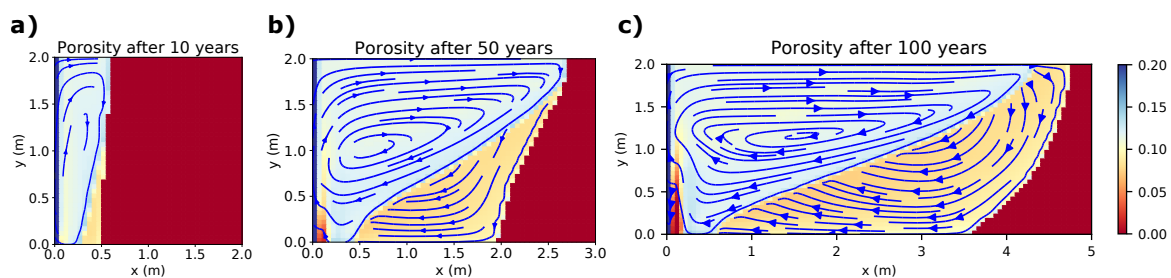 a)
Porosity after 10 years
2.0
1.5
1.0
0.5
0.0
y (m)
0.0 0.5 1.0 1.5 2.0
x (m)
b)
Porosity after 50 years
2.0
1.5
1.0
0.5
0.0
y (m)
0.0 0.5 1.0 1.5 2.0 2.5 3.0
x (m)
c)
Porosity after 100 years
2.0
1.5
1.0
0.5
0.0
y (m)
0 1 2 3 4 5
x (m)
0.20
0.15
0.10
0.05
0.00